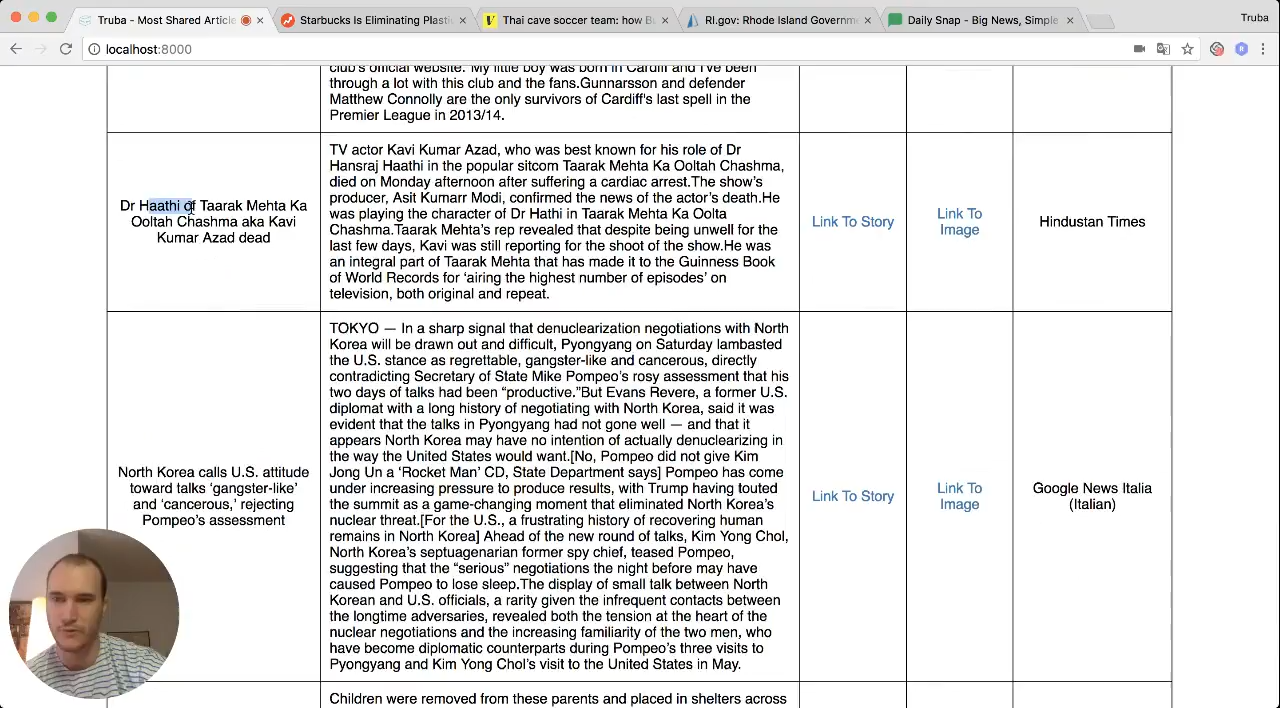 Truba - Most Shared Article
Starbucks Is Eliminating Plasti
Thai cave soccer team: how B
RI.gov: Rhode Island Governm
Daily Snap - Big News, Simple
Truba
localhost:8000
club's official website. 'My little boy was born in Cardiff and I've been
through a lot with this club and the fans.Gunnarsson and defender
Matthew Connolly are the only survivors of Cardiff's last spell in the
Premier League in 2013/14.
Dr Haathi of Taarak Mehta Ka
Ooltah Chashma aka Kavi
Kumar Azad dead
TV actor Kavi Kumar Azad, who was best known for his role of Dr
Hansraj Haathi in the popular sitcom Taarak Mehta Ka Ooltah Chashma,
died on Monday afternoon after suffering a cardiac arrest.The show's
producer, Asit Kumarr Modi, confirmed the news of the actor's death.He
was playing the character of Dr Hathi in Taarak Mehta Ka Oolta
Chashma.Taarak Mehta's rep revealed that despite being unwell for the
last few days, Kavi was still reporting for the shoot of the show.He was
an integral part of Taarak Mehta that has made it to the Guinness Book
of World Records for 'airing the highest number of episodes' on
television, both original and repeat.
Link To Story
Link To
Image
Hindustan Times
North Korea calls U.S. attitude
toward talks 'gangster-like'
and 'cancerous,' rejecting
Pompeo's assessment
TOKYO — In a sharp signal that denuclearization negotiations with North
Korea will be drawn out and difficult, Pyongyang on Saturday lambasted
the U.S. stance as regrettable, gangster-like and cancerous, directly
contradicting Secretary of State Mike Pompeo's rosy assessment that his
two days of talks had been “productive.”But Evans Revere, a former U.S.
diplomat with a long history of negotiating with North Korea, said it was
evident that the talks in Pyongyang had not gone well — and that it
appears North Korea may have no intention of actually denuclearizing in
the way the United States would want.[No, Pompeo did not give Kim
Jong Un a ‘Rocket Man’ CD, State Department says] Pompeo has come
under increasing pressure to produce results, with Trump having touted
the summit as a game-changing moment that eliminated North Korea's
nuclear threat.[For the U.S., a frustrating history of recovering human
remains in North Korea] Ahead of the new round of talks, Kim Yong Chol,
North Korea's septuagenarian former spy chief, teased Pompeo,
suggesting that the “serious” negotiations the night before may have
caused Pompeo to lose sleep.The display of small talk between North
Korean and U.S. officials, a rarity given the infrequent contacts between
the longtime adversaries, revealed both the tension at the heart of the
nuclear negotiations and the increasing familiarity of the two men, who
have become diplomatic counterparts during Pompeo's three visits to
Pyongyang and Kim Yong Chol's visit to the United States in May.
Link To Story
Link To
Image
Google News Italia
(Italian)
Children were removed from these parents and placed in shelters across